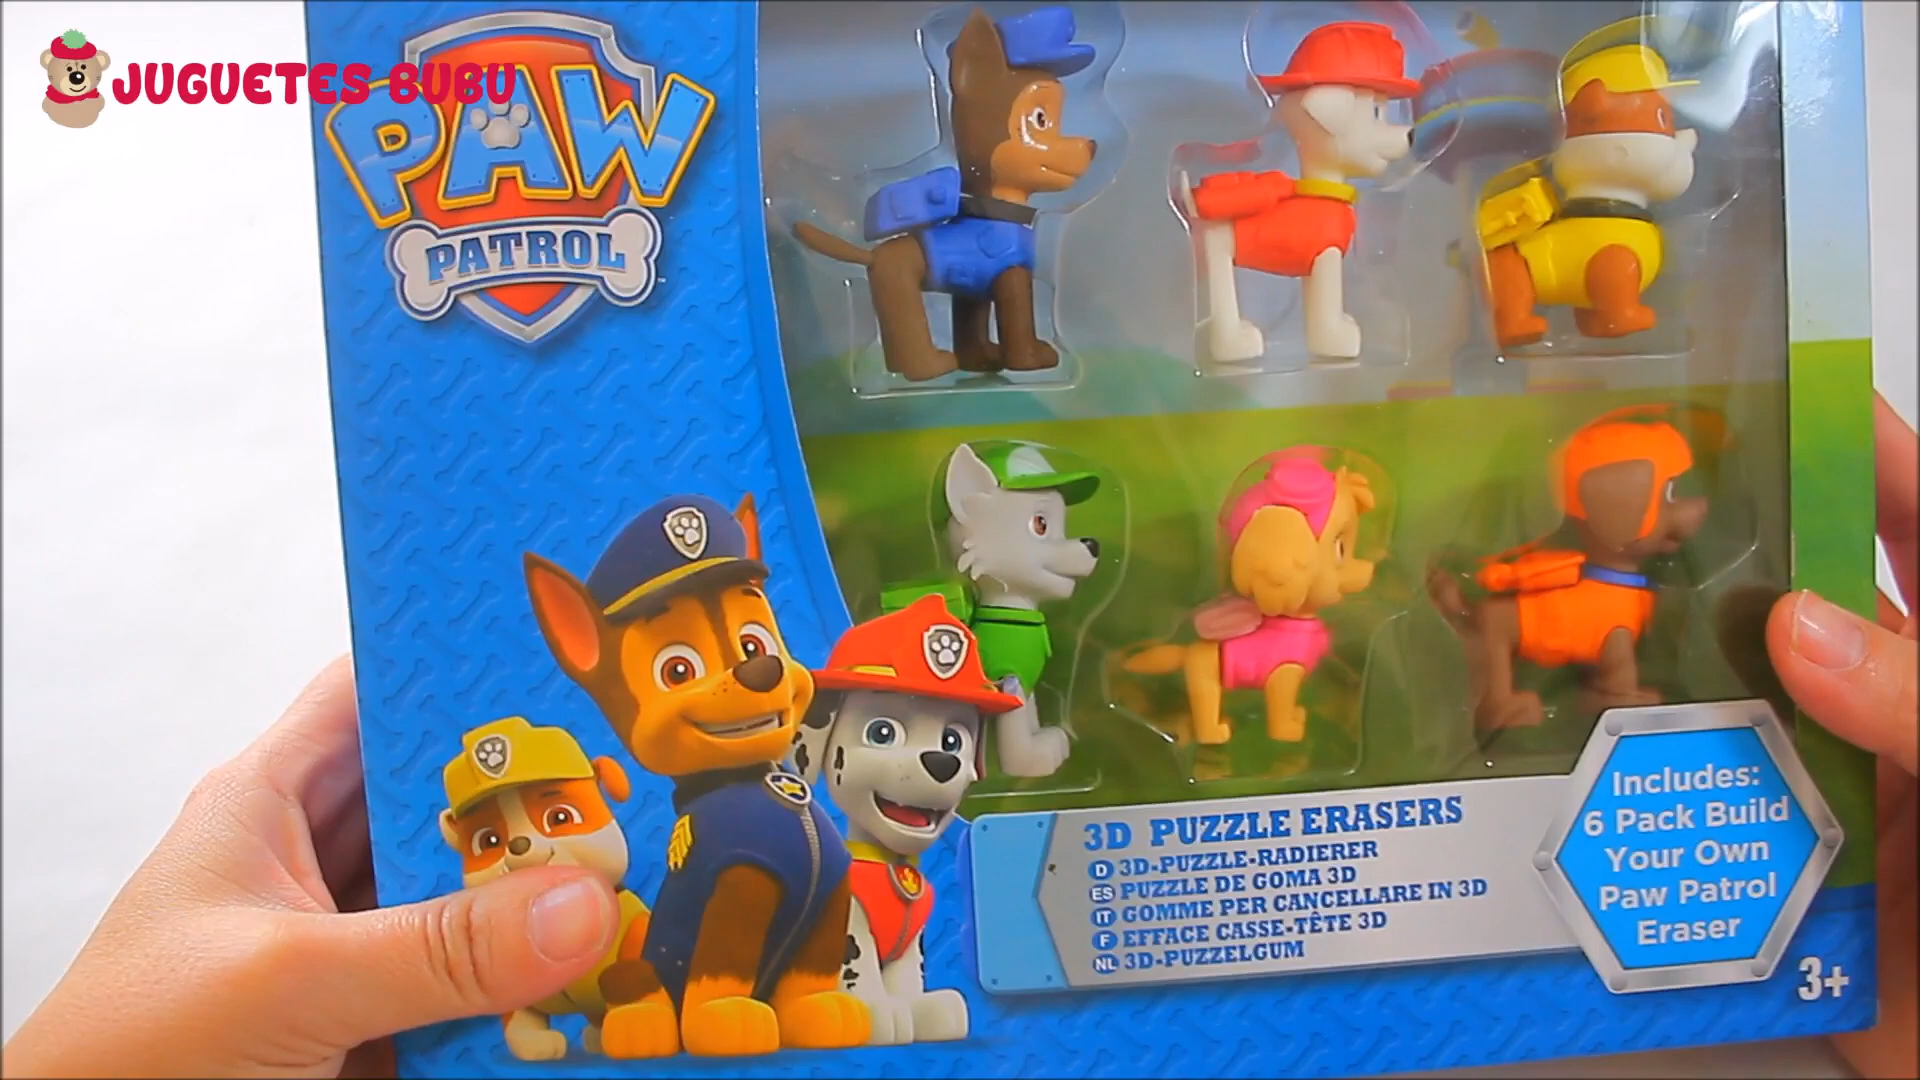 JUGUETES BUBU
PAW
PATROL
3D PUZZLE ERASERS
D 3D-PUZZLE-RADIERER
ES PUZZLE DE GOMA 3D
IT GOMME PER CANCELLARE IN 3D
F EFFACE CASSE-TÊTE 3D
NL 3D-PUZZELGUM
Includes:
6 Pack Build
Your Own
Paw Patrol
Eraser
3+